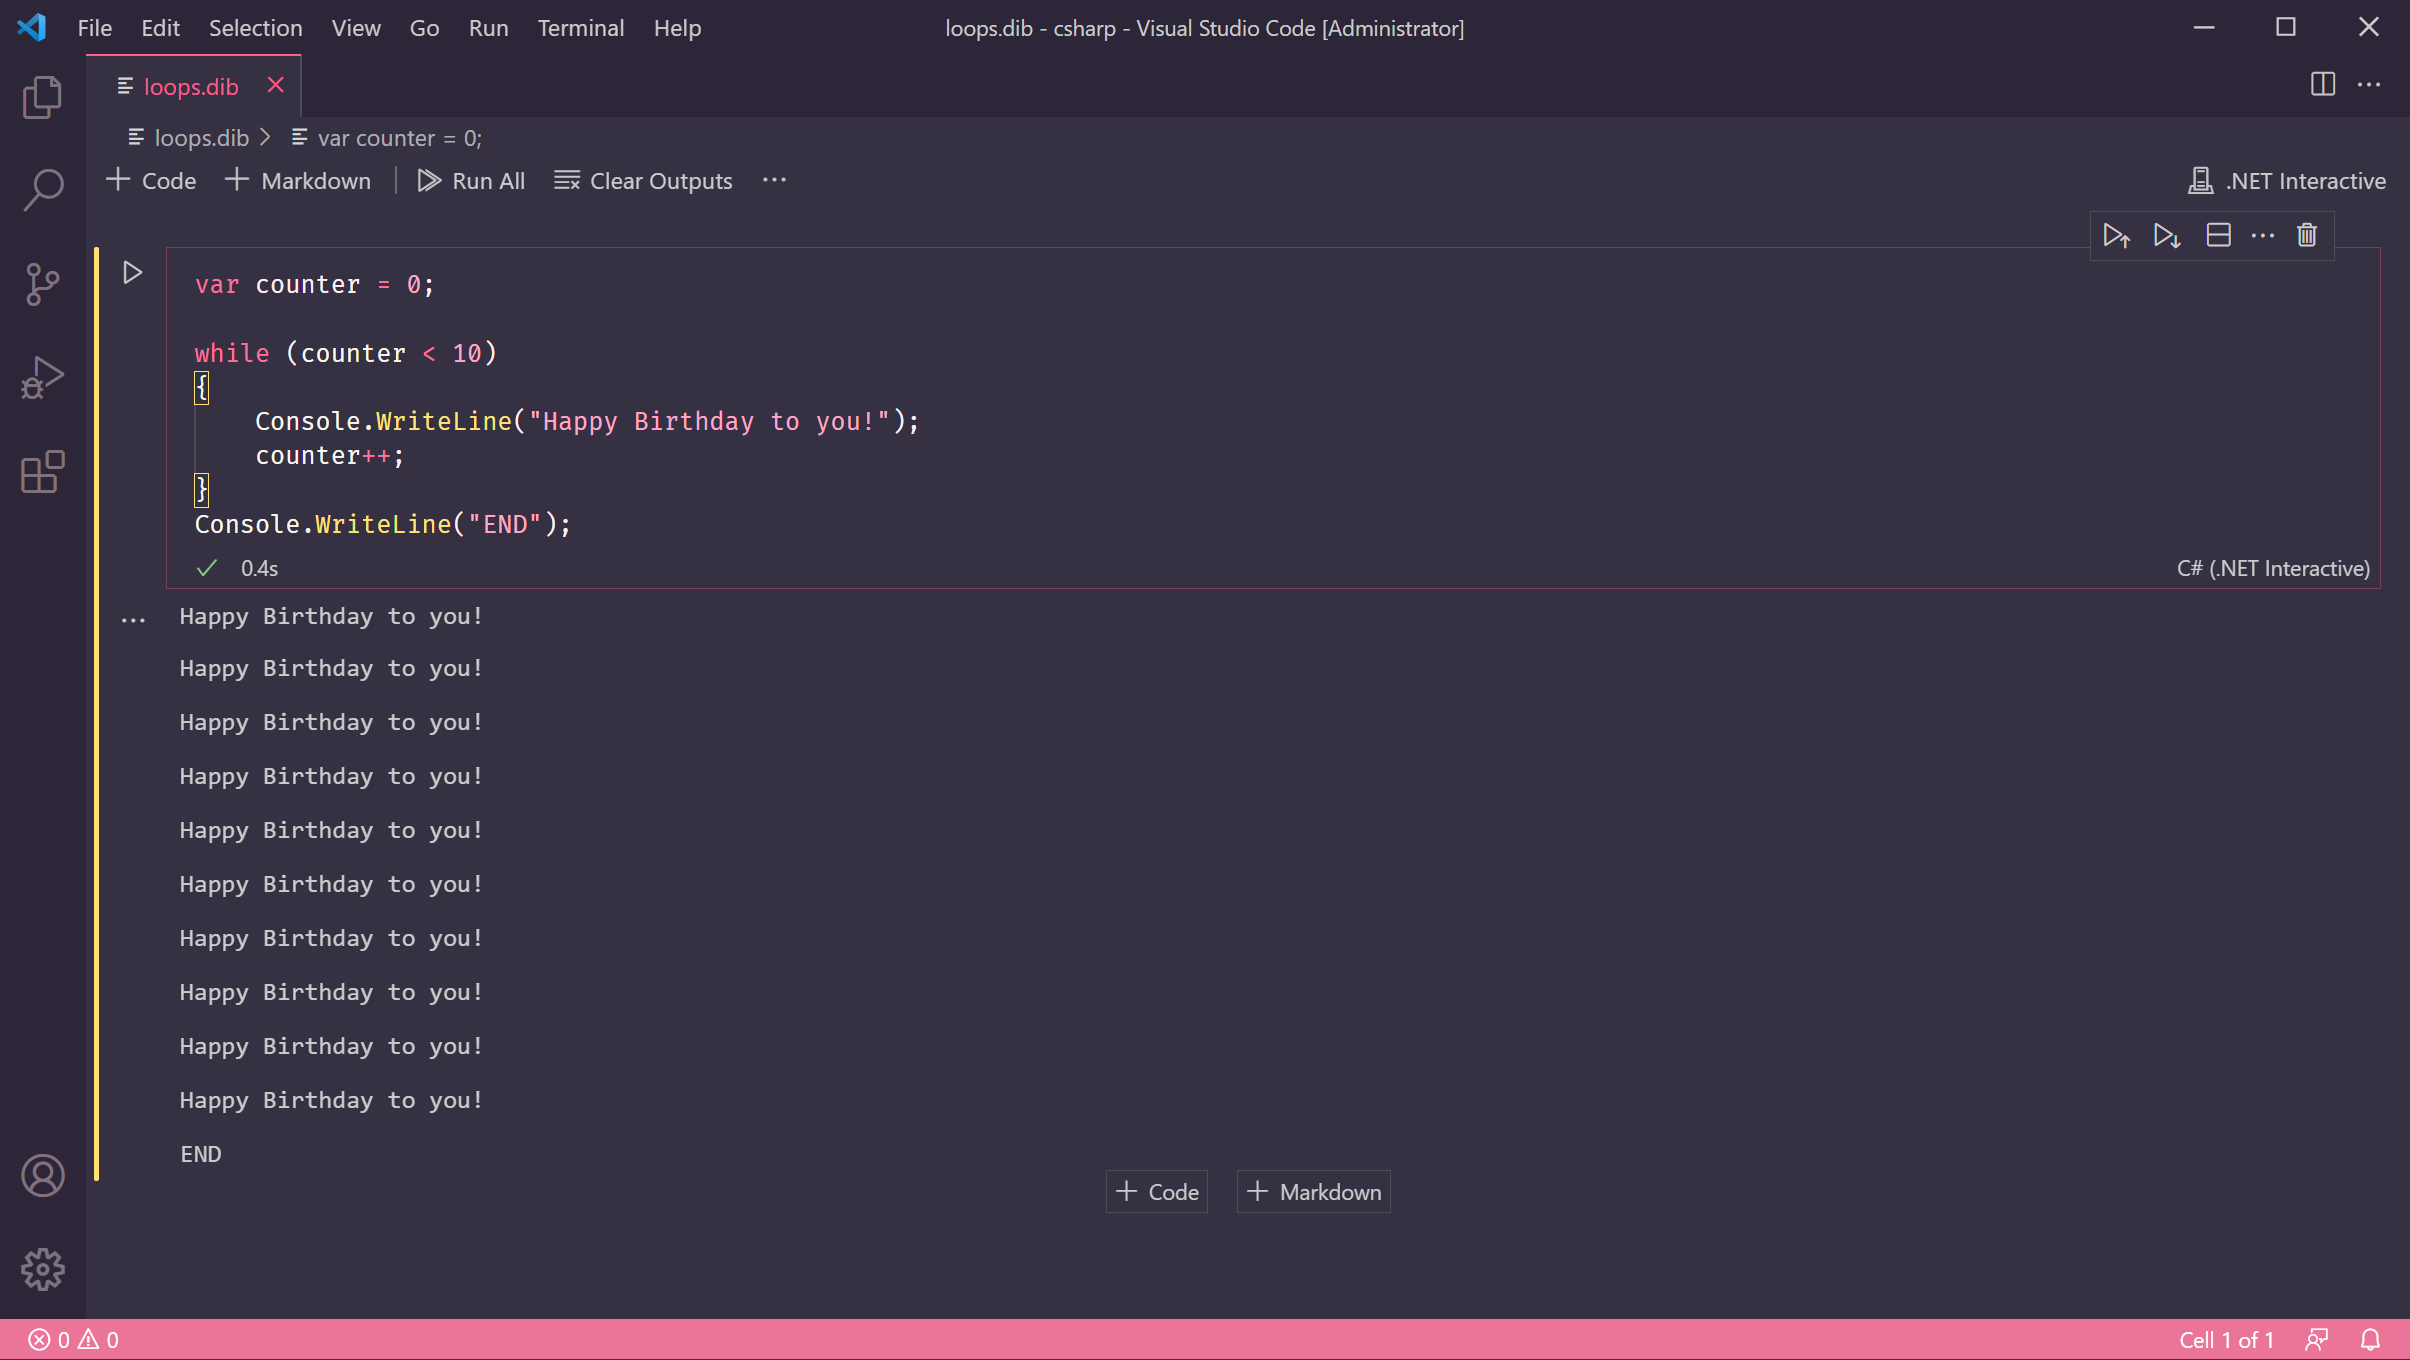 File Edit Selection View Go Run Terminal Help loops.dib - csharp - Visual Studio Code [Administrator]
loops.dib
loops.dib > var counter = 0;
+ Code + Markdown Run All Clear Outputs ... .NET Interactive
var counter = 0;
while (counter < 10)
{
    Console.WriteLine("Happy Birthday to you!");
    counter++;
}
Console.WriteLine("END");
0.4s C# (.NET Interactive)
Happy Birthday to you!
Happy Birthday to you!
Happy Birthday to you!
Happy Birthday to you!
Happy Birthday to you!
Happy Birthday to you!
Happy Birthday to you!
Happy Birthday to you!
Happy Birthday to you!
Happy Birthday to you!
END
+ Code + Markdown
0 0 Cell 1 of 1